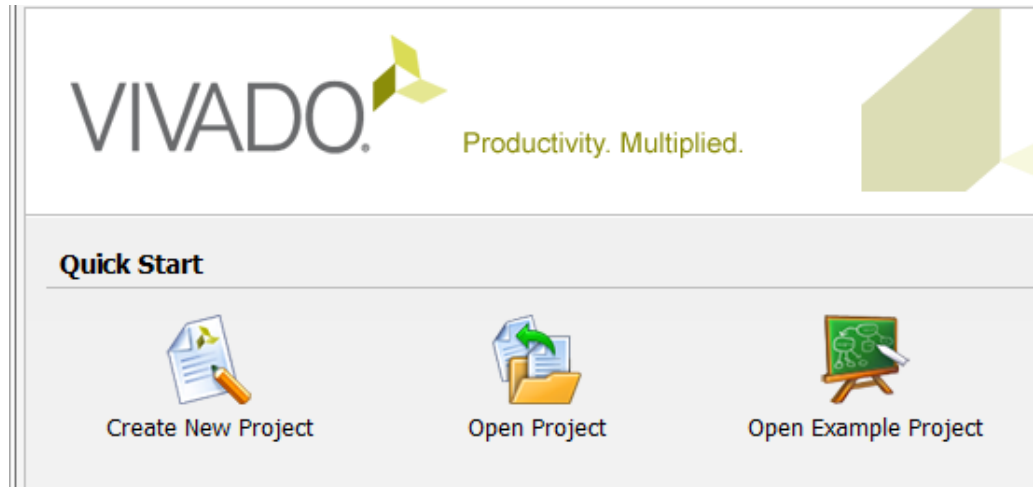 VIVADO.
Productivity. Multiplied.
Quick Start
Create New Project
Open Project
Open Example Project